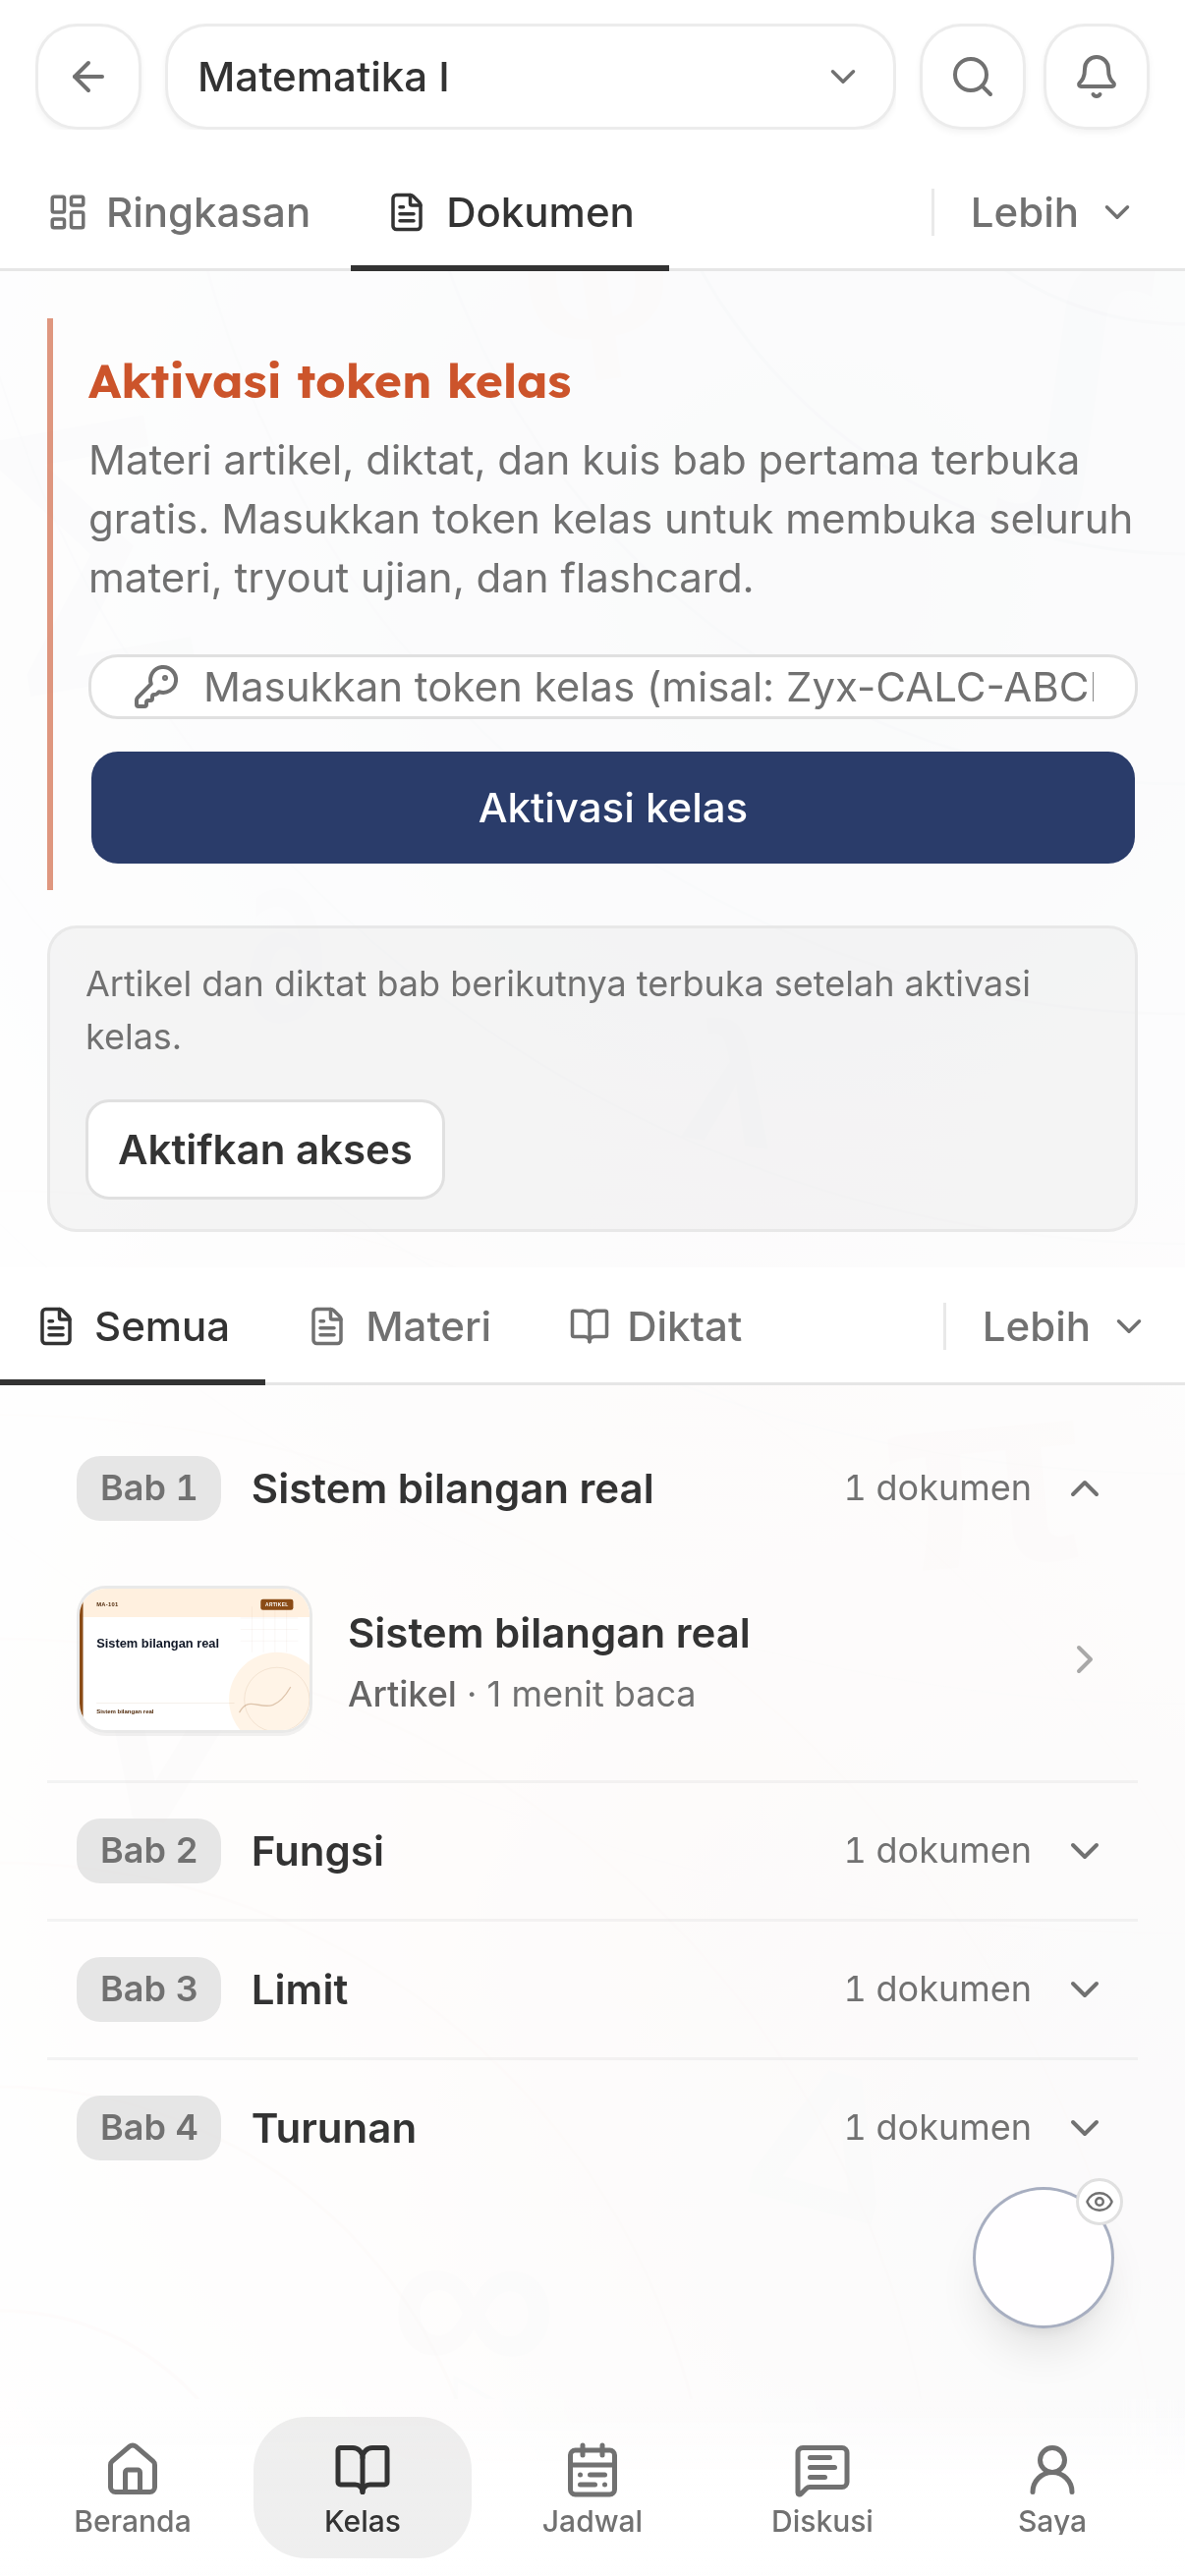 Matematika I
Ringkasan
Dokumen
Lebih
Aktivasi token kelas
Materi artikel, diktat, dan kuis bab pertama terbuka
gratis. Masukkan token kelas untuk membuka seluruh
materi, tryout ujian, dan flashcard.
Masukkan token kelas (misal: Zyx-CALC-ABC
Aktivasi kelas
Artikel dan diktat bab berikutnya terbuka setelah aktivasi
kelas.
Aktifkan akses
Semua
Materi
Diktat
Lebih
Bab 1
Sistem bilangan real
1 dokumen
MA-101
ARTIKEL
Sistem bilangan real
Sistem bilangan real
Sistem bilangan real
Artikel · 1 menit baca
Bab 2
Fungsi
1 dokumen
Bab 3
Limit
1 dokumen
Bab 4
Turunan
1 dokumen
Beranda
Kelas
Jadwal
Diskusi
Saya